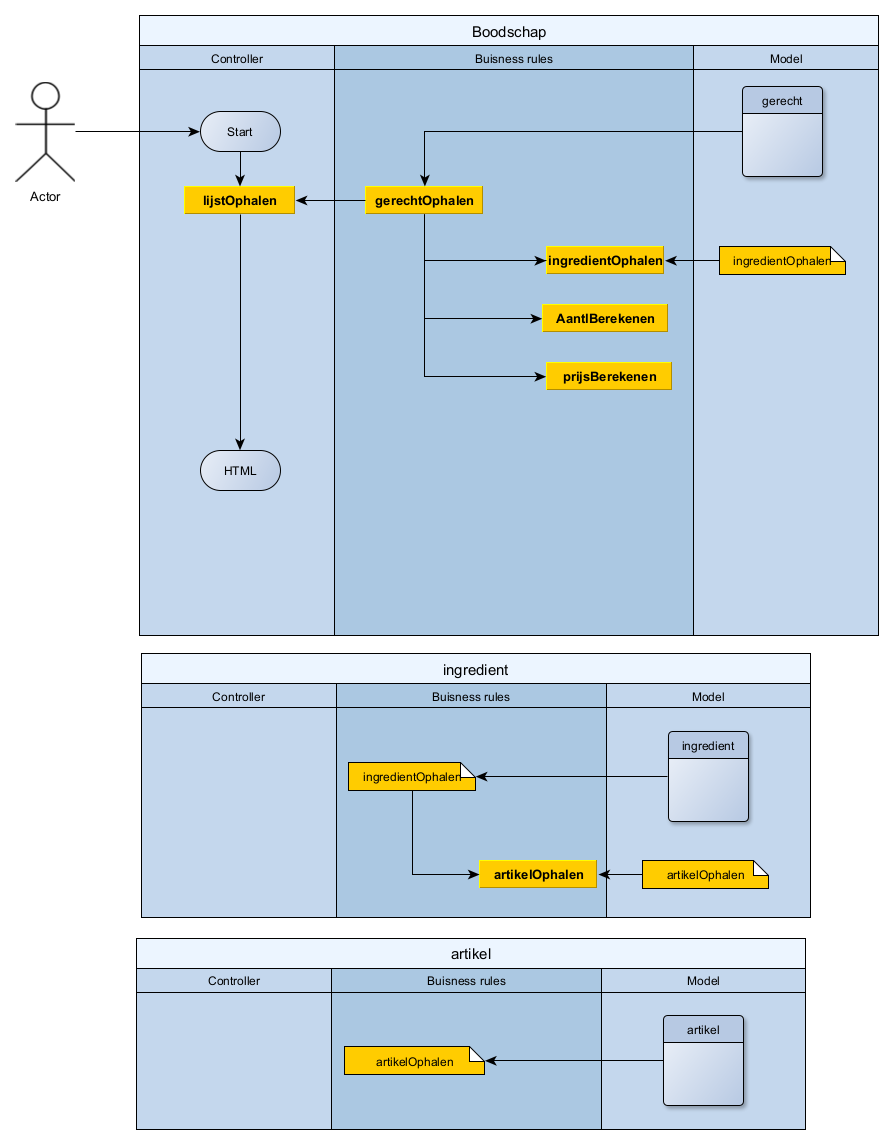 Boodschap
Controller
Buisness rules
Model
gerecht
Start
Actor
lijstOphalen
gerechtOphalen
ingredientOphalen
ingredientOphalen
AantlBerekenen
prijsBerekenen
HTML
ingredient
Controller
Buisness rules
Model
ingredient
ingredientOphalen
artikelOphalen
artikelOphalen
artikel
Controller
Buisness rules
Model
artikel
artikelOphalen